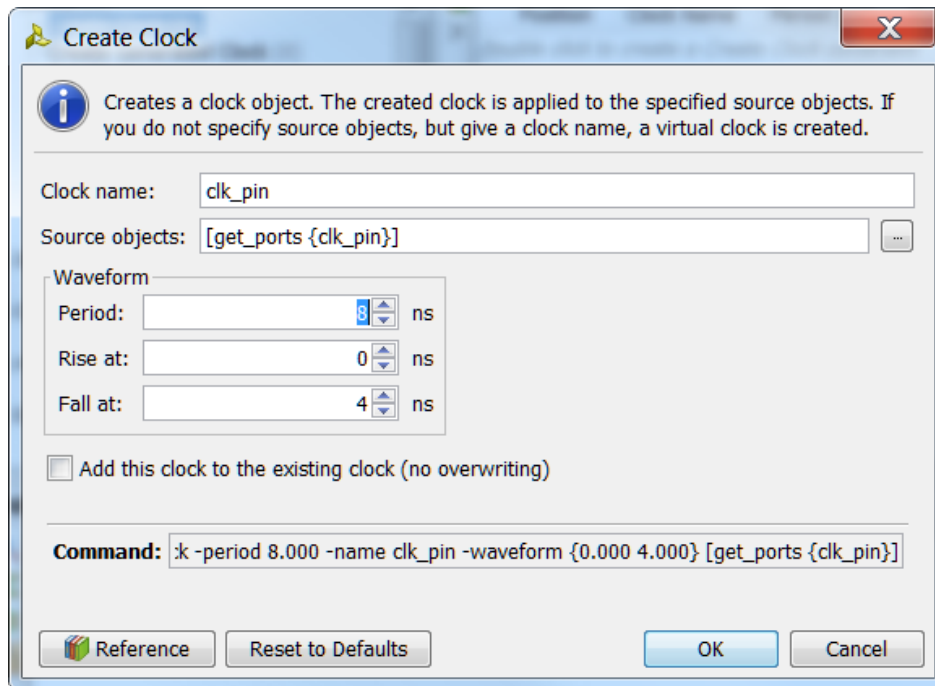 Create Clock
Creates a clock object. The created clock is applied to the specified source objects. If
you do not specify source objects, but give a clock name, a virtual clock is created.
Clock name: clk_pin
Source objects: [get_ports {clk_pin}] ...
Waveform
Period: 8 ns
Rise at: 0 ns
Fall at: 4 ns
Add this clock to the existing clock (no overwriting)
Command: :k -period 8.000 -name clk_pin -waveform {0.000 4.000} [get_ports {clk_pin}]
Reference Reset to Defaults OK Cancel